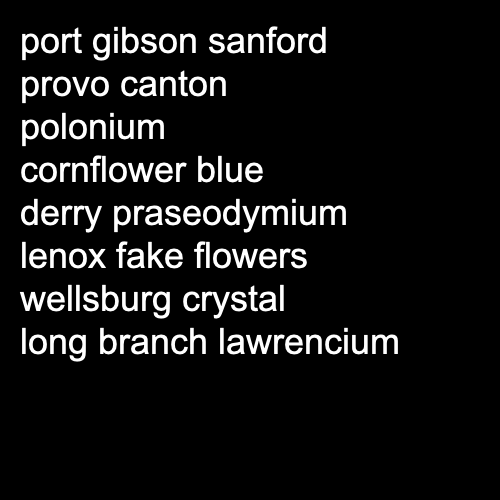 port gibson sanford
provo canton
polonium
cornflower blue
derry praseodymium
lenox fake flowers
wellsburg crystal
long branch lawrencium